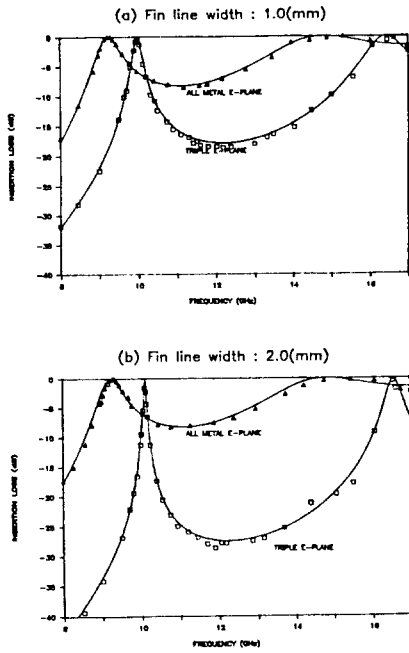 (a) Fin line width : 1.0(mm)
0
-5
-10
-15
-20
-25
-30
-35
-40
INSERTION LOSS (dB)
ALL METAL E-PLANE
TRIPLE E-PLANE
8
10
12
14
16
FREQUENCY (GHz)
(b) Fin line width : 2.0(mm)
0
-5
-10
-15
-20
-25
-30
-35
-40
INSERTION LOSS (dB)
ALL METAL E-PLANE
TRIPLE E-PLANE
8
10
12
14
16
FREQUENCY (GHz)